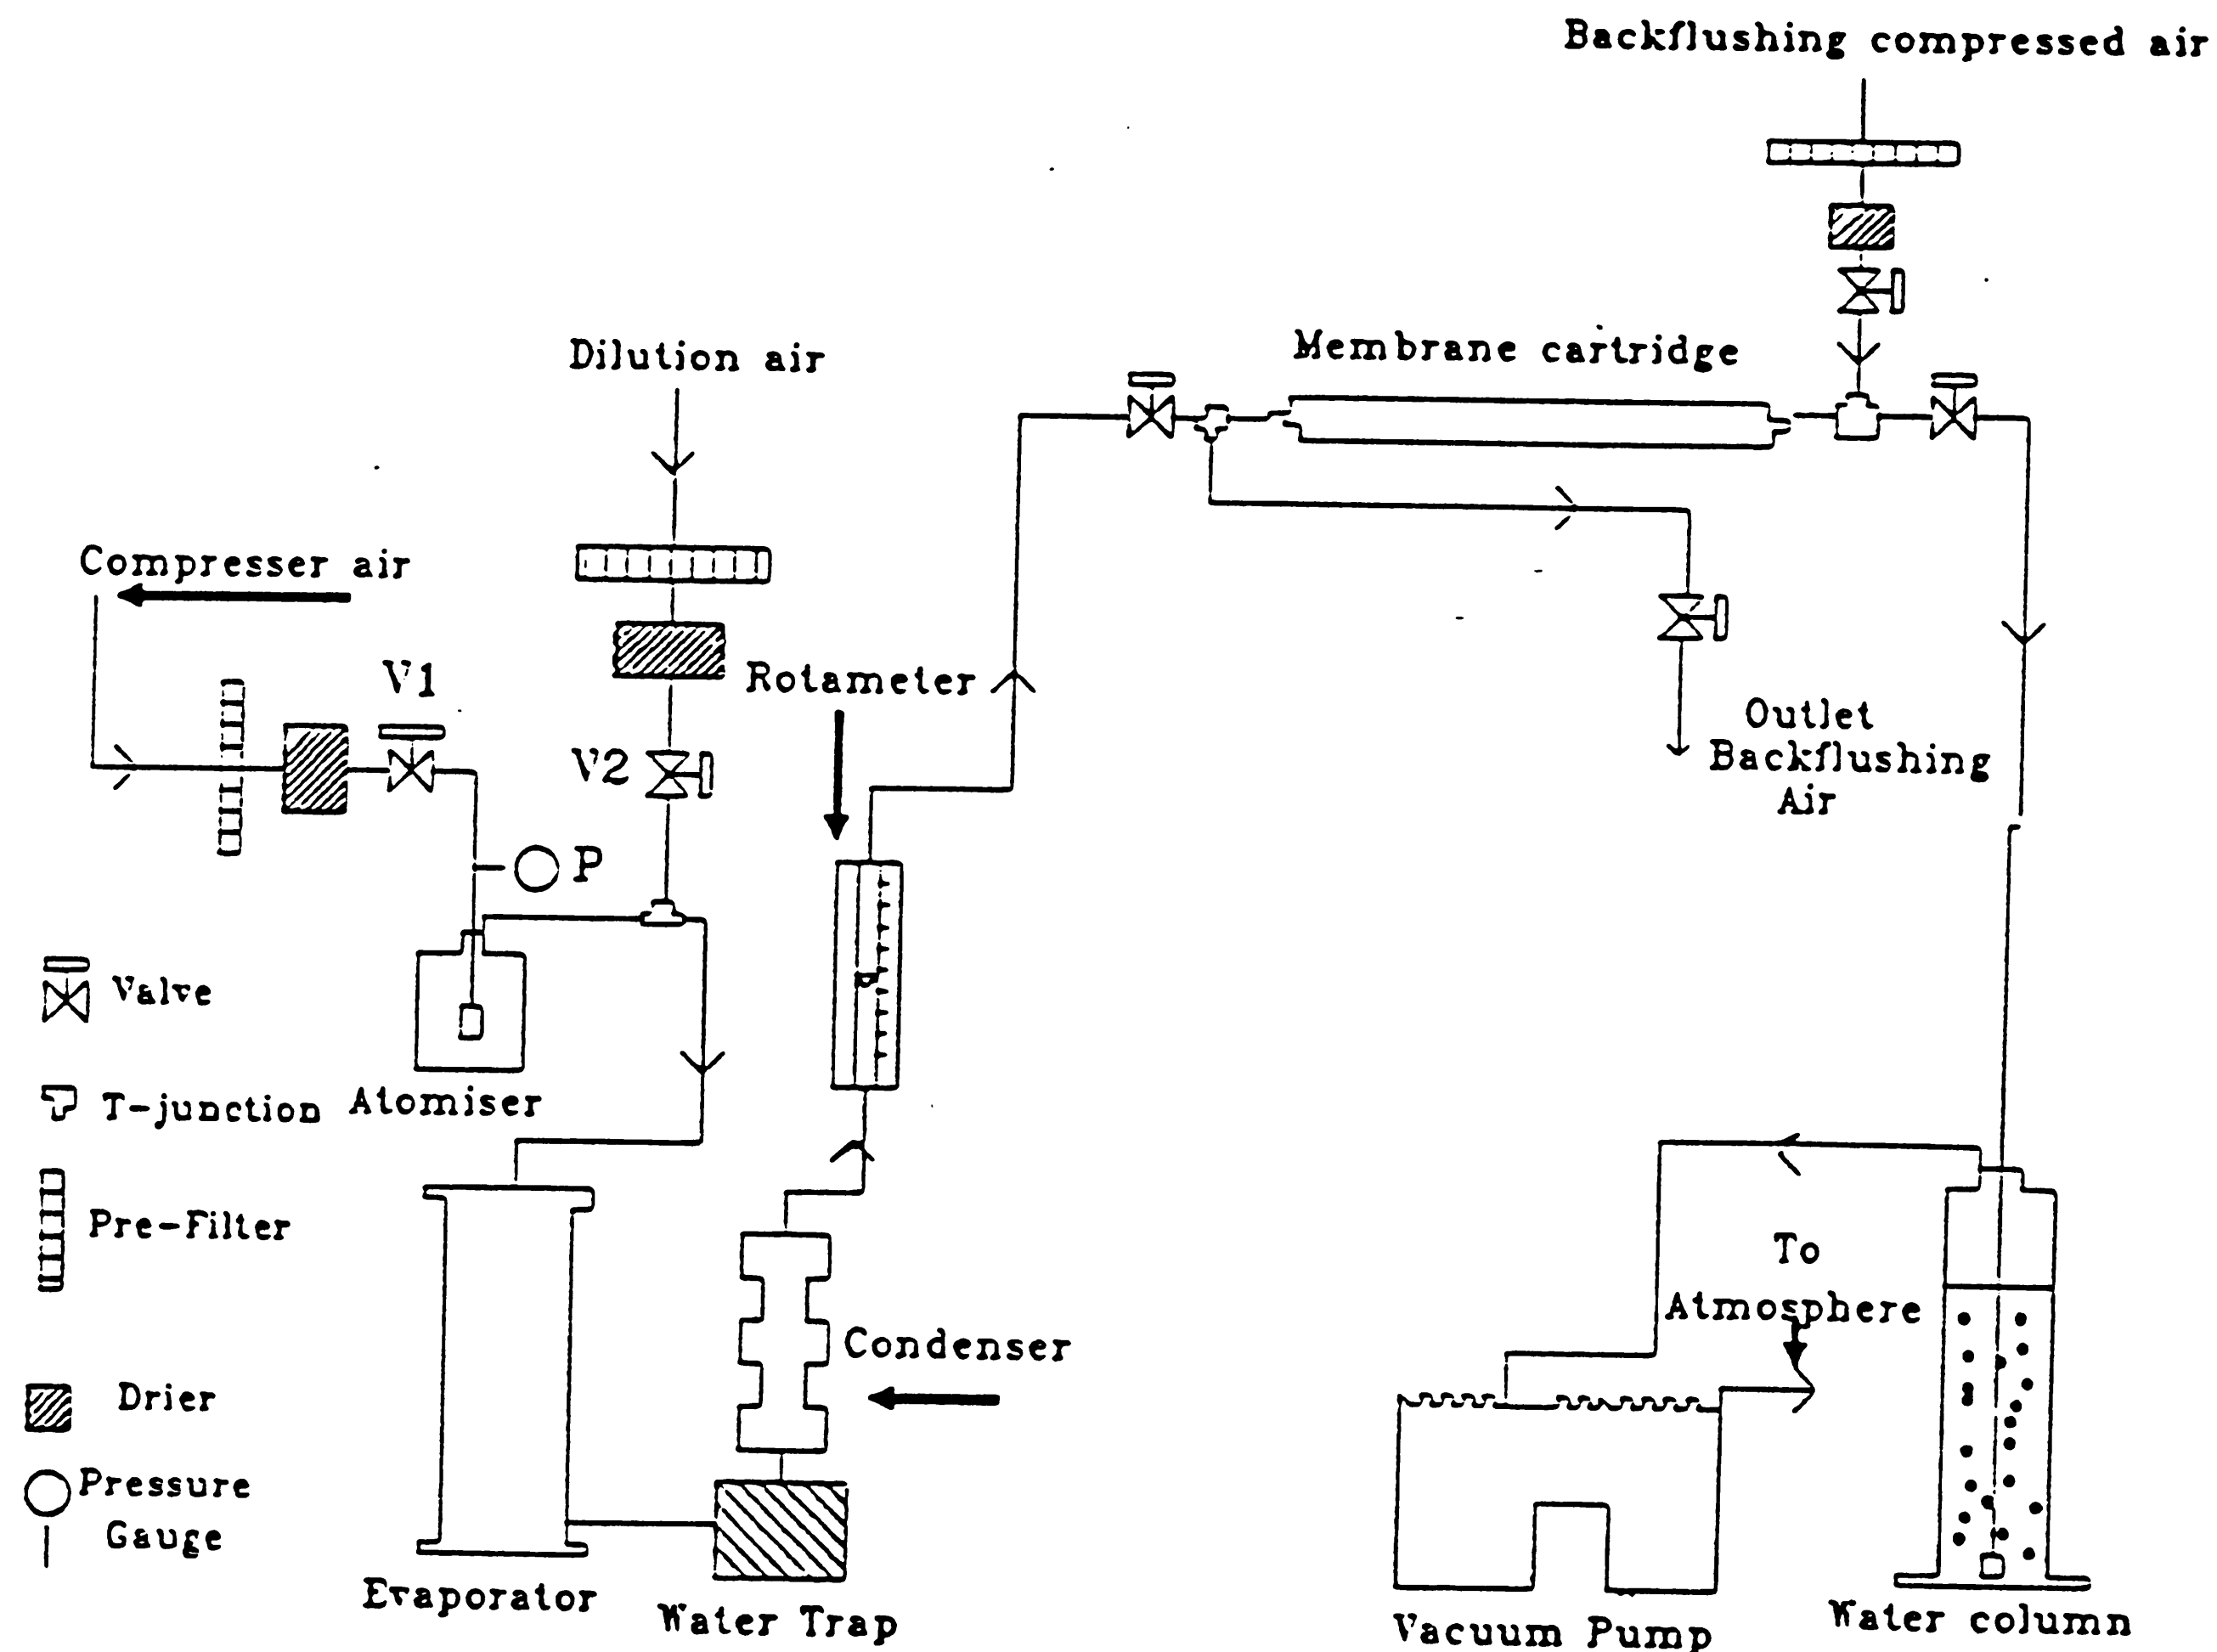 Backflushing compressed air
Membrane cartridge
Dilution air
Compresser air
V1
Rotameter
V2
Outlet
Backflushing
Air
P
Valve
T-junction
Atomiser
Pre-Filter
To
Atmosphere
Condenser
Drier
Pressure
Gauge
Evaporator
Water Trap
Vacuum Pump
Water column